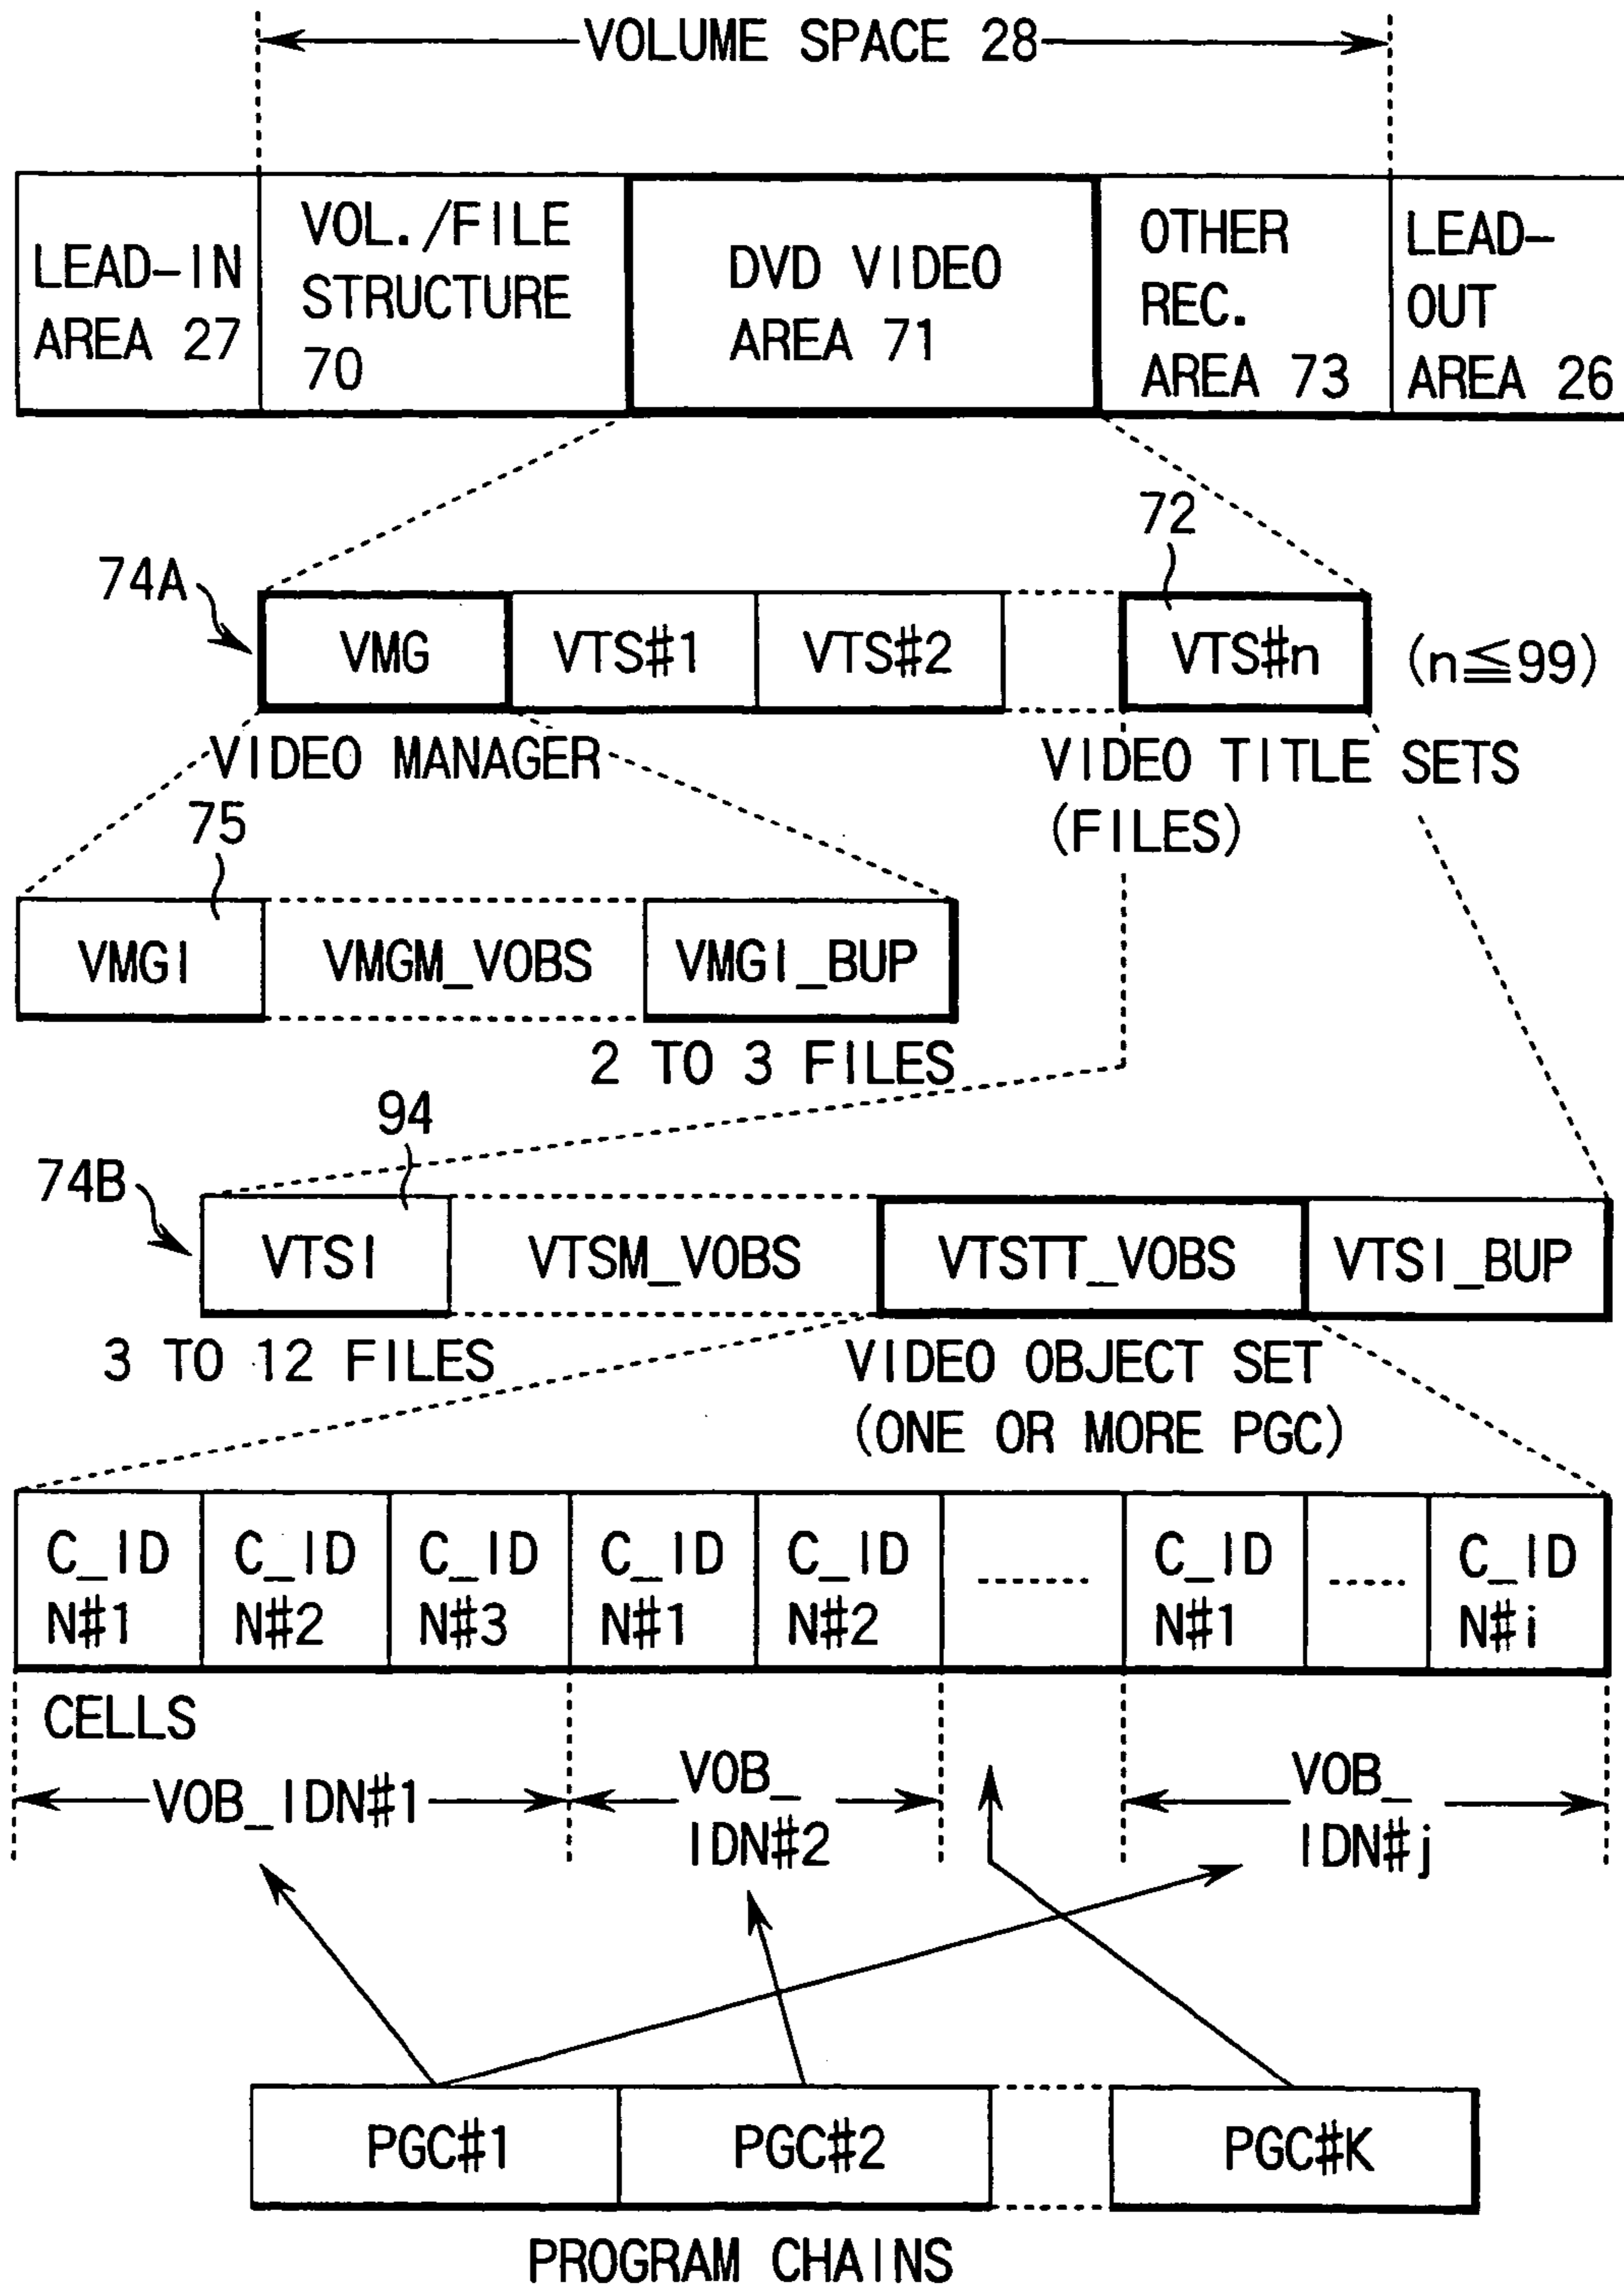 VOLUME SPACE 28
LEAD-IN
AREA 27
VOL./FILE
STRUCTURE
70
DVD VIDEO
AREA 71
OTHER
REC.
AREA 73
LEAD-
OUT
AREA 26
72
74A
VMG
VTS#1
VTS#2
VTS#n
(n≦99)
VIDEO MANAGER
VIDEO TITLE SETS
(FILES)
75
VMGI
VMGM_VOBS
VMGI_BUP
2 TO 3 FILES
94
74B
VTSI
VTSM_VOBS
VTSTT_VOBS
VTSI_BUP
3 TO 12 FILES
VIDEO OBJECT SET
(ONE OR MORE PGC)
C_ID
N#1
C_ID
N#2
C_ID
N#3
C_ID
N#1
C_ID
N#2
C_ID
N#1
C_ID
N#i
CELLS
VOB_IDN#1
VOB_
IDN#2
VOB_
IDN#j
PGC#1
PGC#2
PGC#K
PROGRAM CHAINS